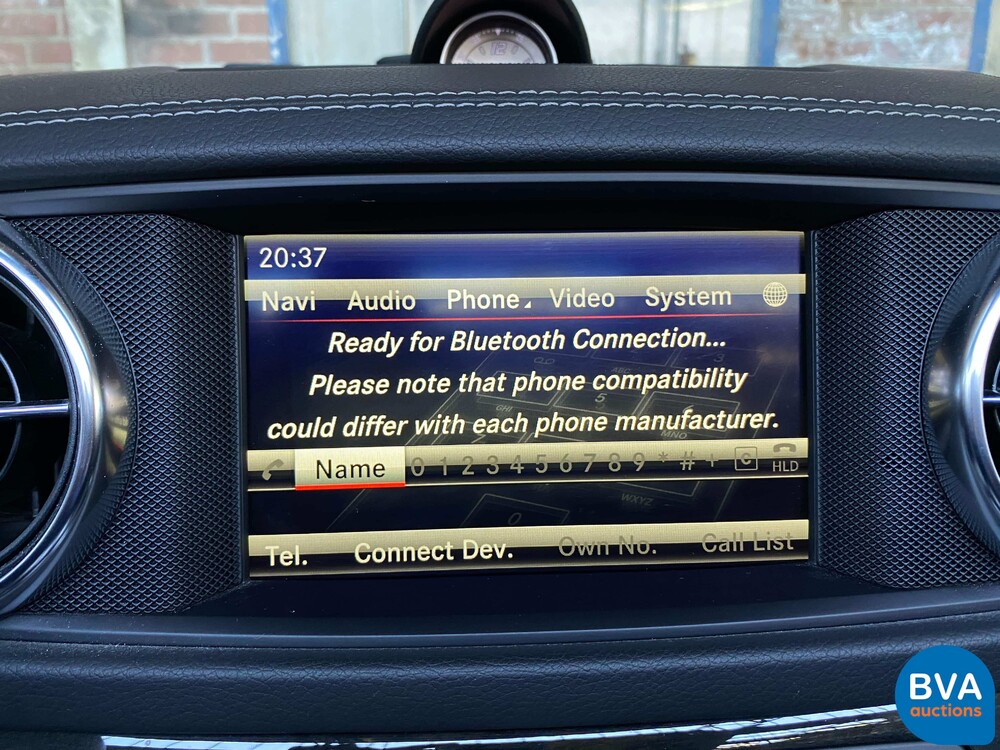 20:37
Navi Audio Phone Video System
Ready for Bluetooth Connection...
Please note that phone compatibility
could differ with each phone manufacturer.
Name 0 1 2 3 4 5 6 7 8 9 * # + C HLD
Tel. Connect Dev. Own No. Call List
BVA
auctions